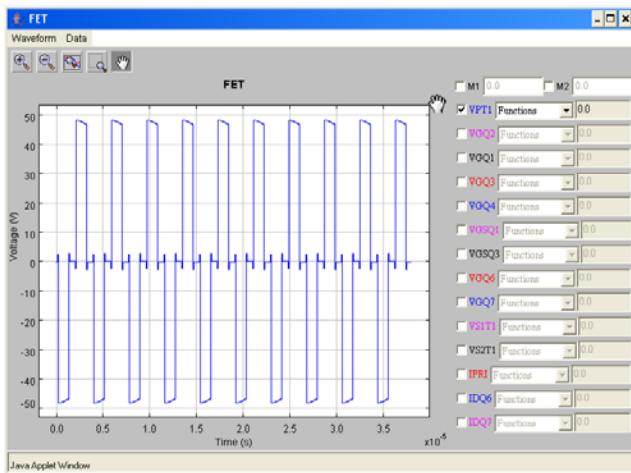 FET
Waveform Data
FET
M1 0.0 M2 0.0
VPT1 Functions 0.0
VGQ2 Functions 0.0
VGQ1 Functions 0.0
VGQ3 Functions 0.0
VGQ4 Functions 0.0
VGSQ1 Functions 0.0
VGSQ3 Functions 0.0
VGQ6 Functions 0.0
VGQ7 Functions 0.0
VS1T1 Functions 0.0
VS2T1 Functions 0.0
IPRI Functions 0.0
IDQ6 Functions 0.0
IDQ7 Functions 0.0
Voltage (V)
50
40
30
20
10
0
-10
-20
-30
-40
-50
0.0 0.5 1.0 1.5 2.0 2.5 3.0 3.5
x10⁻⁵
Time (s)
Java Applet Window